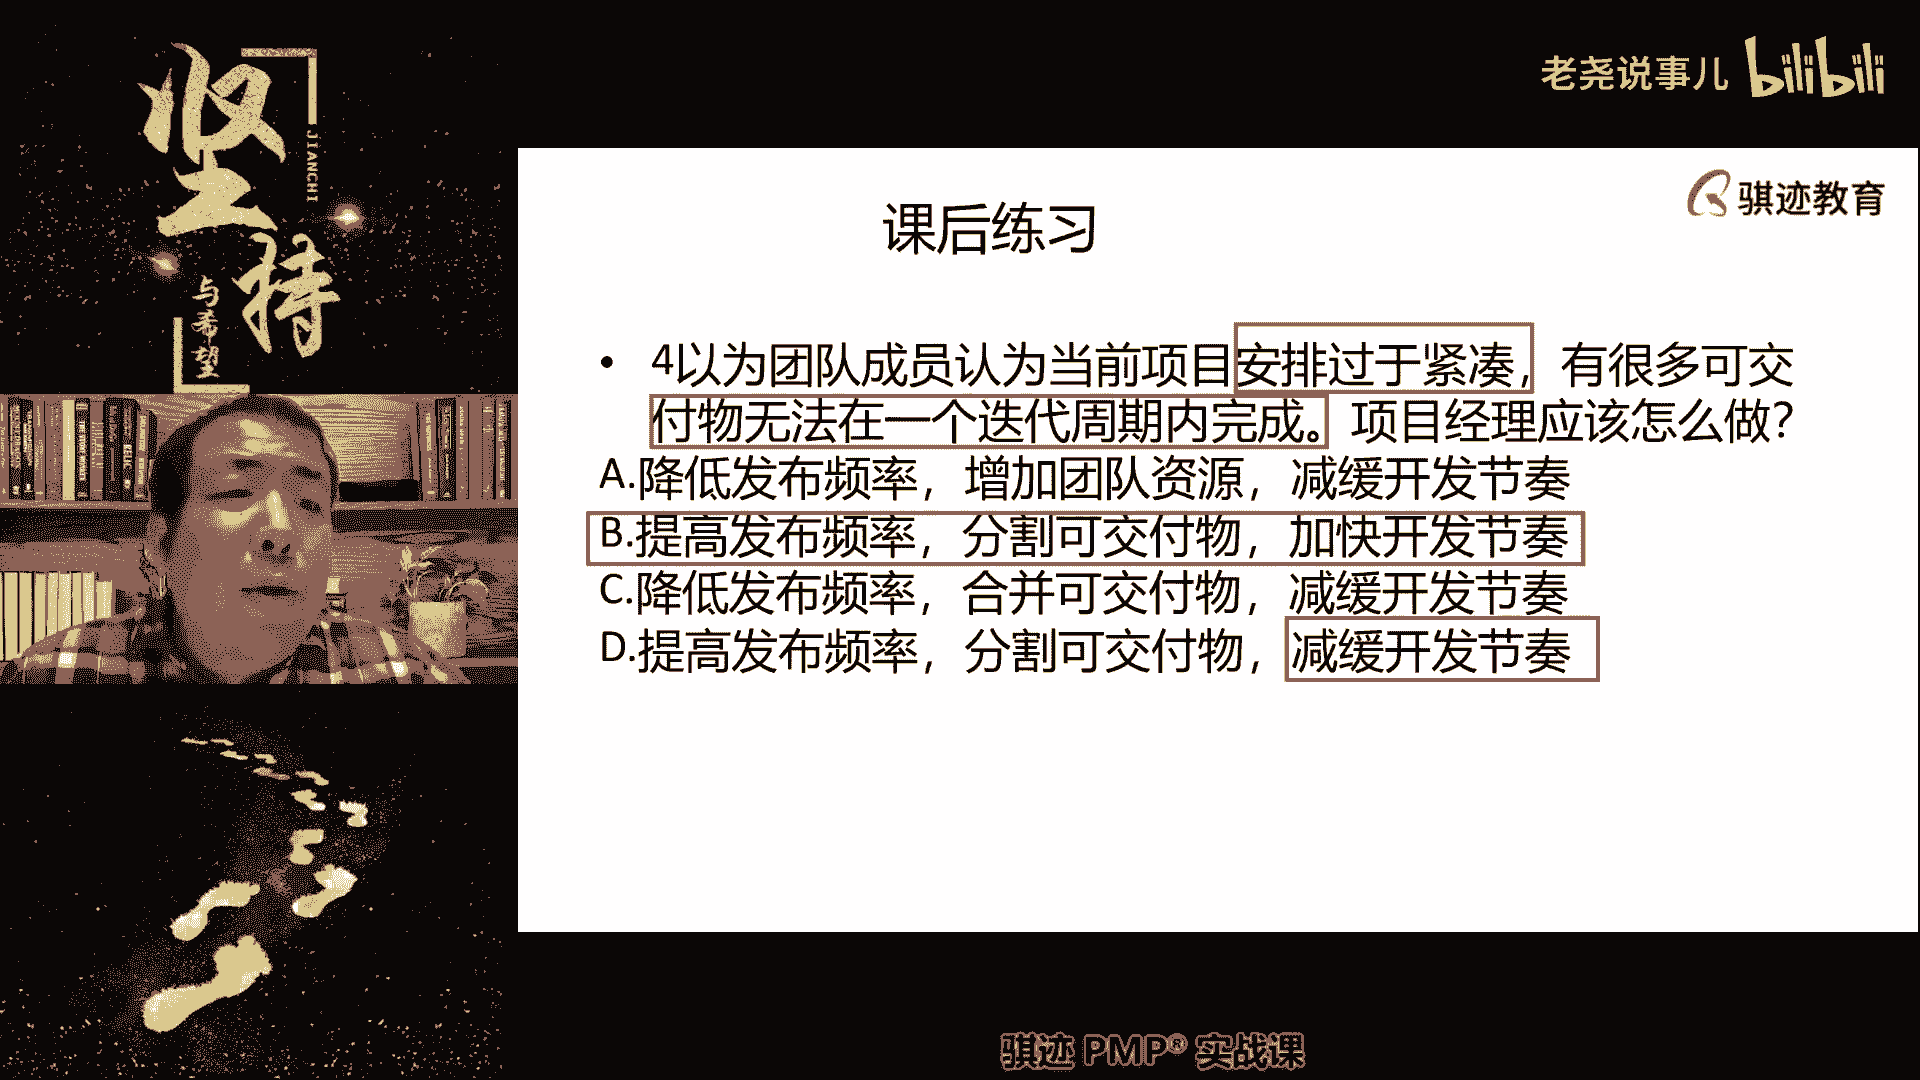 坚持
JIANCHI
与希望
老尧说事儿 bilibili
骐迹教育
课后练习
• 4以为团队成员认为当前项目安排过于紧凑，有很多可交
付物无法在一个迭代周期内完成。项目经理应该怎么做？
A.降低发布频率，增加团队资源，减缓开发节奏
B.提高发布频率，分割可交付物，加快开发节奏
C.降低发布频率，合并可交付物，减缓开发节奏
D.提高发布频率，分割可交付物，减缓开发节奏
骐迹 PMP® 实战课